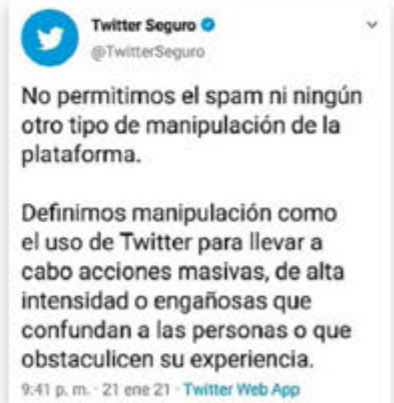 Twitter Seguro
@TwitterSeguro
No permitimos el spam ni ningún
otro tipo de manipulación de la
plataforma.
Definimos manipulación como
el uso de Twitter para llevar a
cabo acciones masivas, de alta
intensidad o engañosas que
confundan a las personas o que
obstaculicen su experiencia.
9:41 p. m. · 21 ene 21 · Twitter Web App